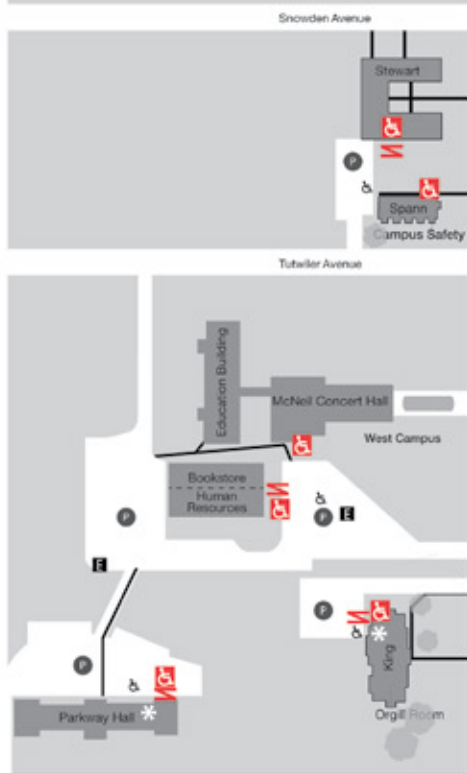 Snowden Avenue
Stewart
P
Spann
Campus Safety
Tutwiler Avenue
Education Building
McNeil Concert Hall
West Campus
Bookstore
Human
Resources
P
P
E
E
P
P
King
Parkway Hall
Orgill Room